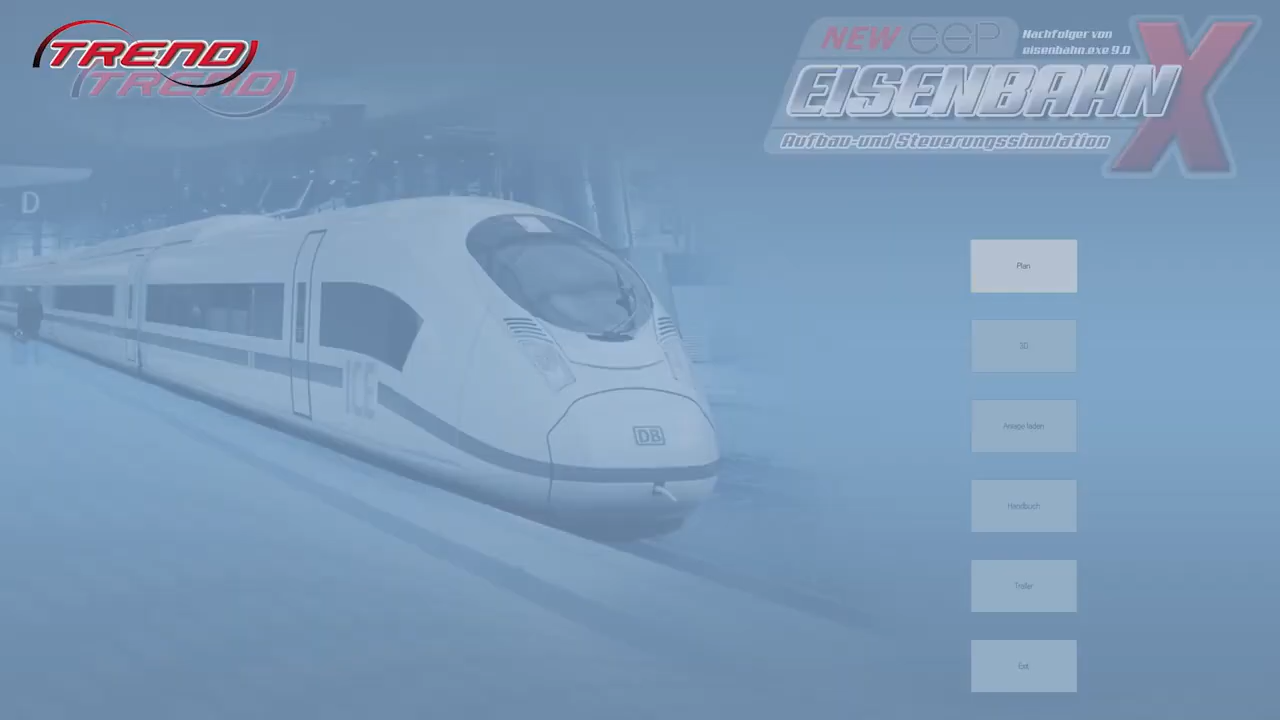 TREND
TREND
NEW EEP
Nachfolger von
eisenbahn.exe 9.0
EISENBAHN X
Aufbau-und Steuerungssimulation
D
ICE
DB
Plan
3D
Anlage laden
Handbuch
Trailer
Exit